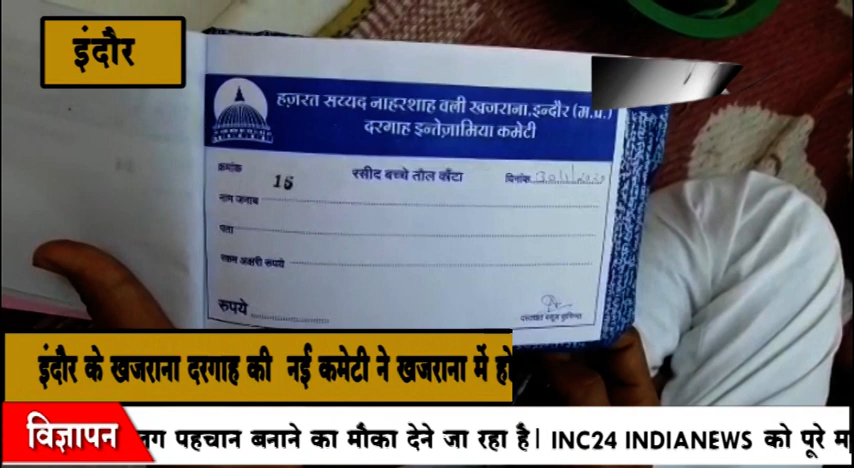 इंदौर
हज़रत सय्यद नाहरशाह वली खजराना, इन्दौर (म.प्र.)
दरगाह इन्तेज़ामिया कमेटी
क्रमांक 15 रसीद बच्चे तौल काँटा दिनांक
नाम जनाब
पता
रकम अक्षरी रूपये
रुपये
इंदौर के खजराना दरगाह की नई कमेटी ने खजराना में हो
विज्ञापन पहचान बनाने का मौका देने जा रहा है। INC24 INDIANEWS को पूरे